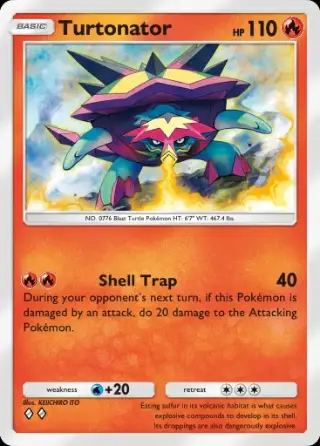 BASIC
Turtonator
HP 110
NO. 0776 Blast Turtle Pokémon HT: 6'7" WT: 467.4 lbs.
Shell Trap 40
During your opponent's next turn, if this Pokémon is
damaged by an attack, do 20 damage to the Attacking
Pokémon.
weakness +20 retreat
Illus. KEIICHIRO ITO
Eating sulfur in its volcanic habitat is what causes
explosive compounds to develop in its shell.
Its droppings are also dangerously explosive.